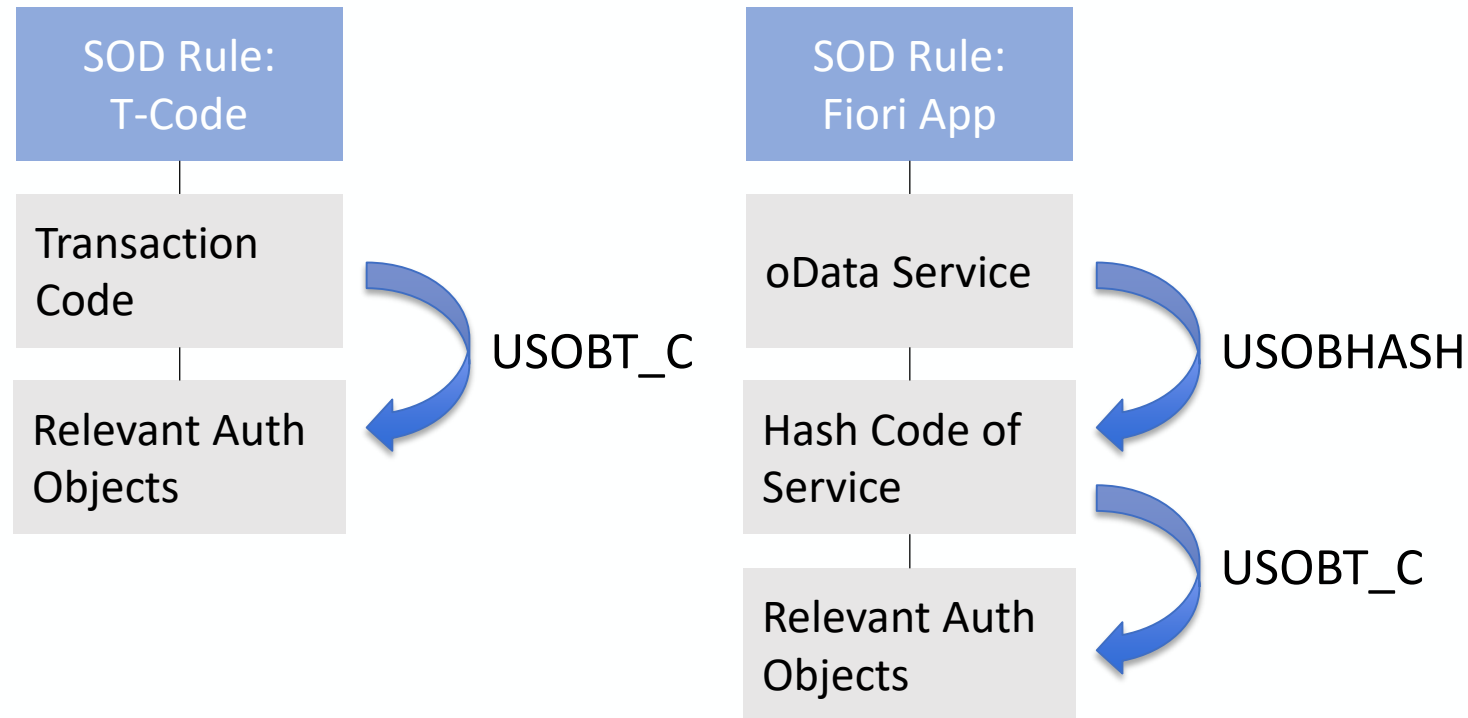 SOD Rule:
T-Code
Transaction
Code
USOBT_C
Relevant Auth
Objects
SOD Rule:
Fiori App
oData Service
USOBHASH
Hash Code of
Service
USOBT_C
Relevant Auth
Objects